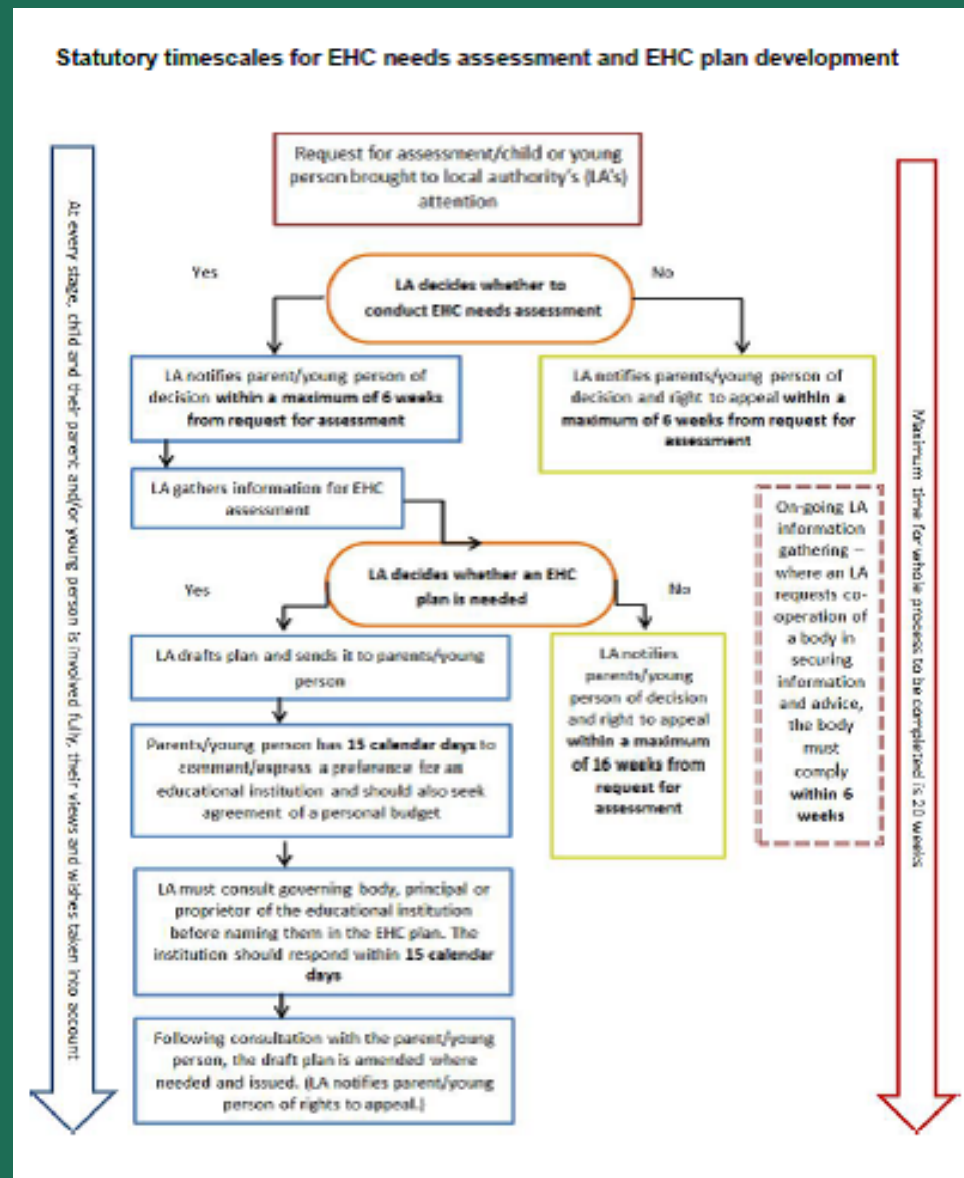 Statutory timescales for EHC needs assessment and EHC plan development
Request for assessment/child or young
person brought to local authority's (LA's)
attention
Yes
No
LA decides whether to
conduct EHC needs assessment
LA notifies parent/young person of
decision within a maximum of 6 weeks
from request for assessment
LA notifies parents/young person of
decision and right to appeal within a
maximum of 6 weeks from request for
assessment
LA gathers information for EHC
assessment
On-going LA
information
gathering –
where an LA
requests co-
operation of
a body in
securing
information
and advice,
the body
must
comply
within 6
weeks
Yes
LA decides whether an EHC
plan is needed
No
LA drafts plan and sends it to parents/young
person
LA notifies
parents/young
person of decision
and right to appeal
within a maximum
of 16 weeks from
request for
assessment
Parents/young person has 15 calendar days to
comment/express a preference for an
educational institution and should also seek
agreement of a personal budget
LA must consult governing body, principal or
proprietor of the educational institution
before naming them in the EHC plan. The
institution should respond within 15 calendar
days
Following consultation with the parent/young
person, the draft plan is amended where
needed and issued. (LA notifies parent/young
person of rights to appeal.)
At every stage, child and their parent and/or young person is involved fully, their views and wishes taken into account
Maximum time for whole process to be completed is 20 weeks